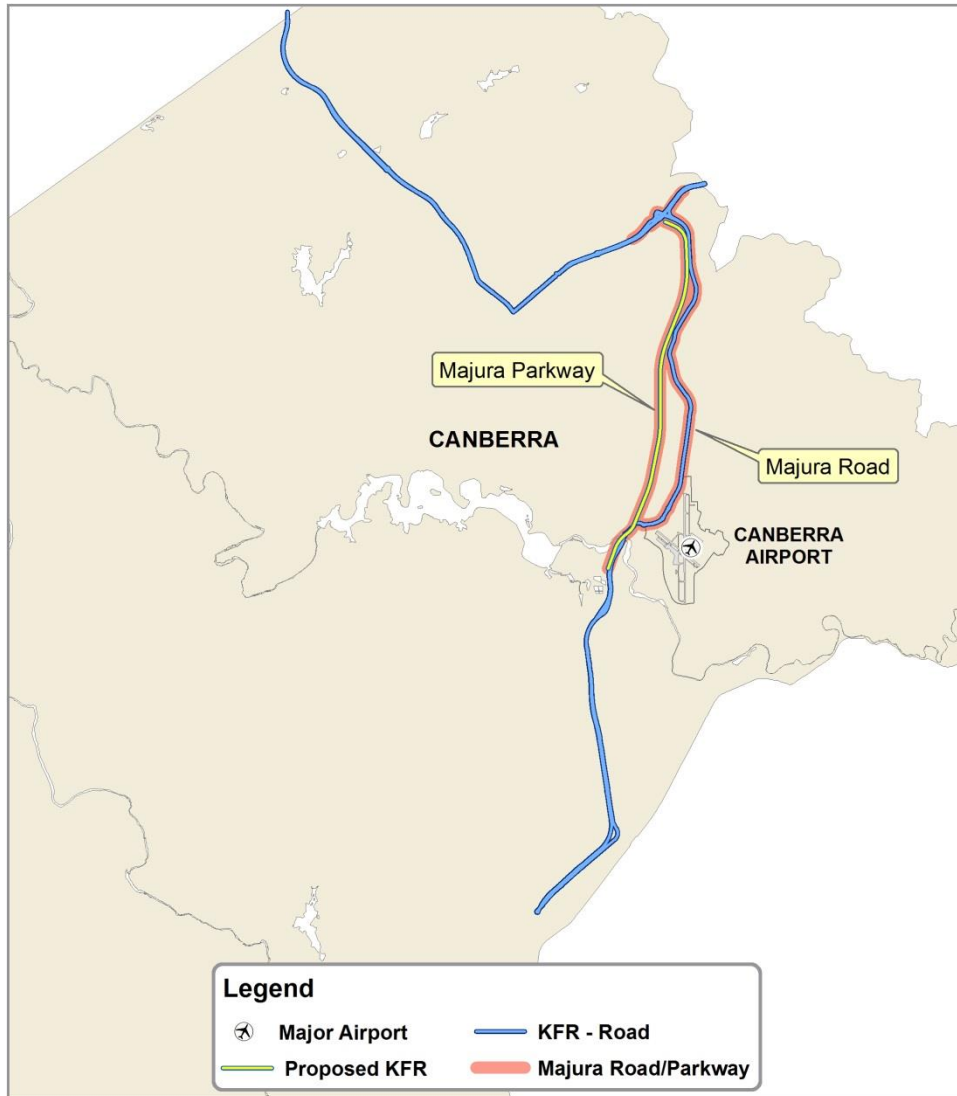 Majura Parkway
CANBERRA
Majura Road
CANBERRA
AIRPORT
Legend
Major Airport
KFR - Road
Proposed KFR
Majura Road/Parkway